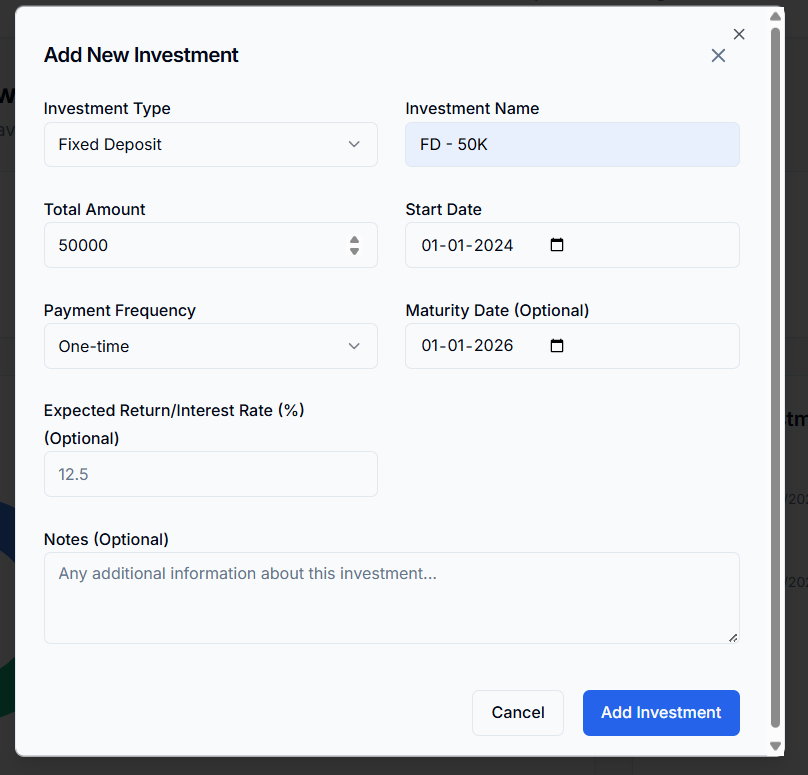 Add New Investment
Investment Type
Investment Name
Fixed Deposit
FD - 50K
Total Amount
Start Date
50000
01-01-2024
Payment Frequency
Maturity Date (Optional)
One-time
01-01-2026
Expected Return/Interest Rate (%)
(Optional)
12.5
Notes (Optional)
Any additional information about this investment...
Cancel
Add Investment